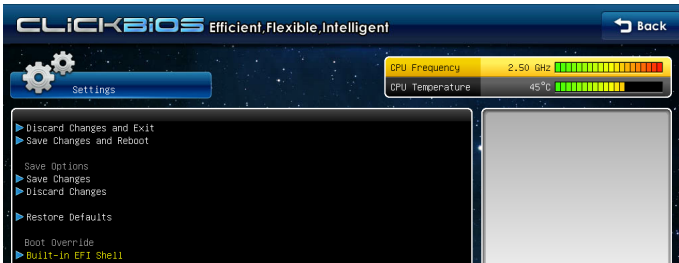 CLiCKBiOS Efficient,Flexible,Intelligent
Back
CPU Frequency 2.50 GHz
Settings
CPU Temperature 45°C
Discard Changes and Exit
Save Changes and Reboot
Save Options
Save Changes
Discard Changes
Restore Defaults
Boot Override
Built-in EFI Shell